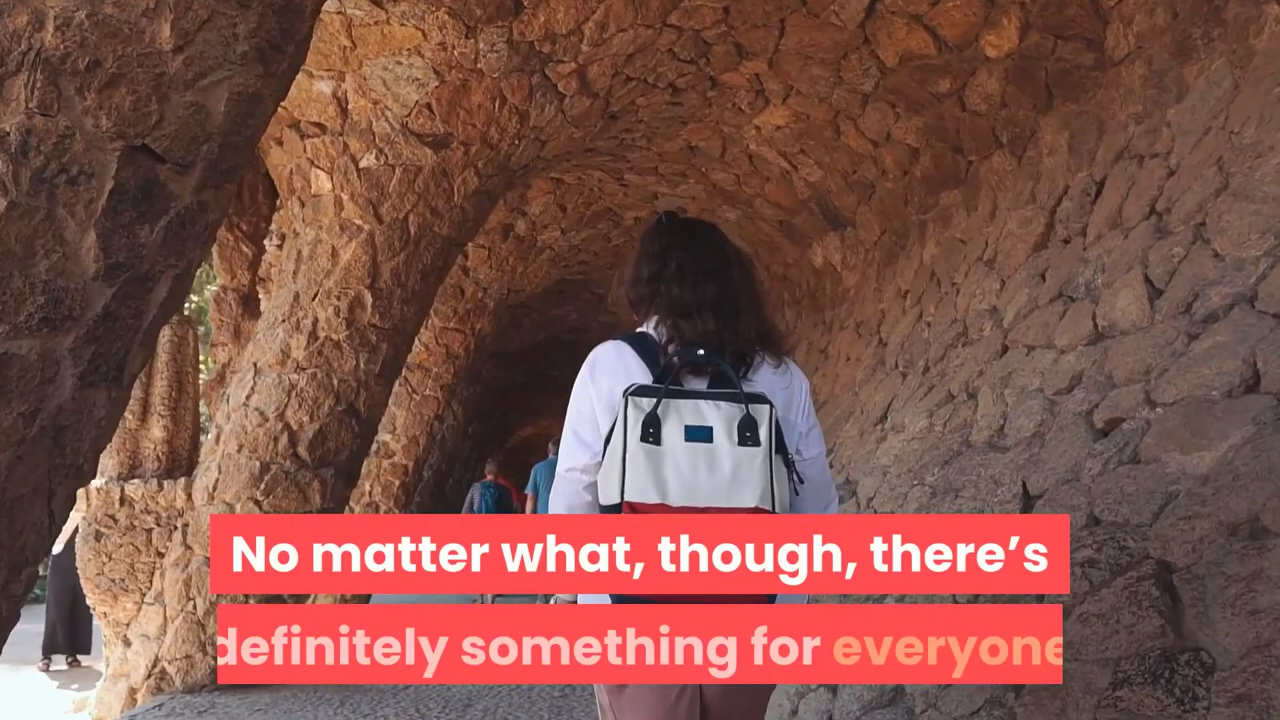 No matter what, though, there’s
definitely something for everyone